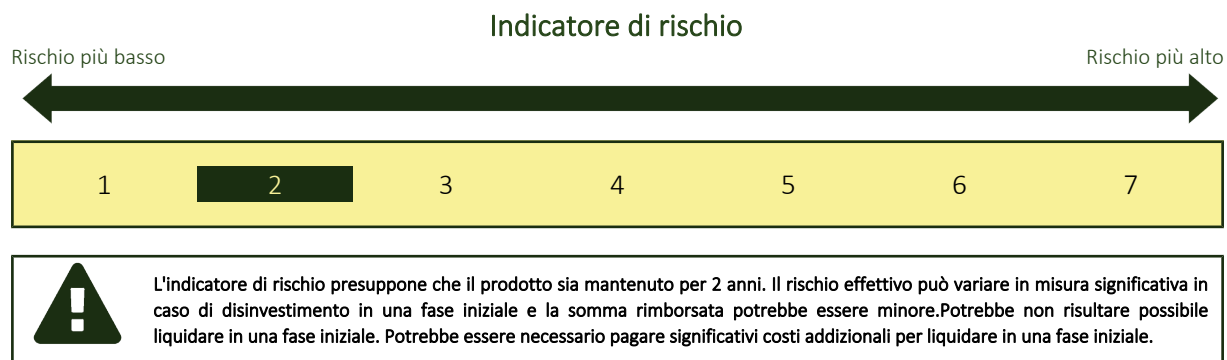 Indicatore di rischio
Rischio più basso
Rischio più alto
1 2 3 4 5 6 7
L'indicatore di rischio presuppone che il prodotto sia mantenuto per 2 anni. Il rischio effettivo può variare in misura significativa in
caso di disinvestimento in una fase iniziale e la somma rimborsata potrebbe essere minore.Potrebbe non risultare possibile
liquidare in una fase iniziale. Potrebbe essere necessario pagare significativi costi addizionali per liquidare in una fase iniziale.